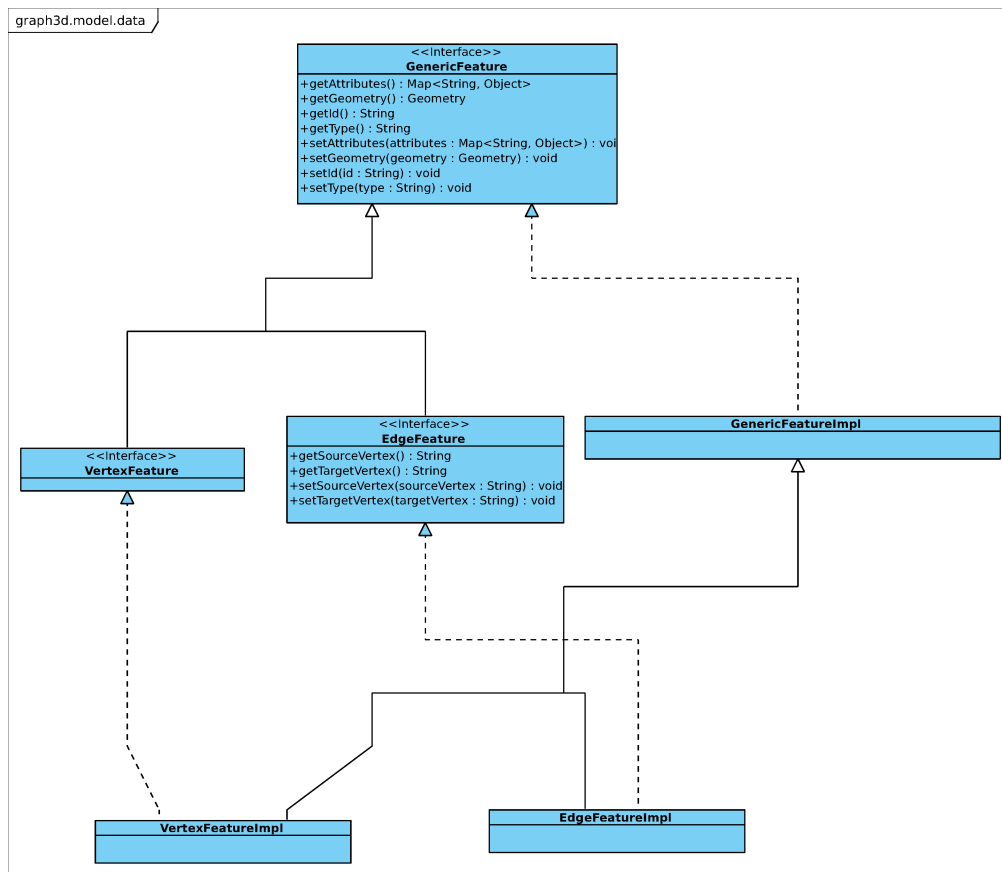 graph3d.model.data
<<Interface>>
GenericFeature
+getAttributes() : Map<String, Object>
+getGeometry() : Geometry
+getId() : String
+getType() : String
+setAttributes(attributes : Map<String, Object>) : voi
+setGeometry(geometry : Geometry) : void
+setId(id : String) : void
+setType(type : String) : void
<<Interface>>
VertexFeature
<<Interface>>
EdgeFeature
+getSourceVertex() : String
+getTargetVertex() : String
+setSourceVertex(sourceVertex : String) : void
+setTargetVertex(targetVertex : String) : void
GenericFeatureImpl
VertexFeatureImpl
EdgeFeatureImpl